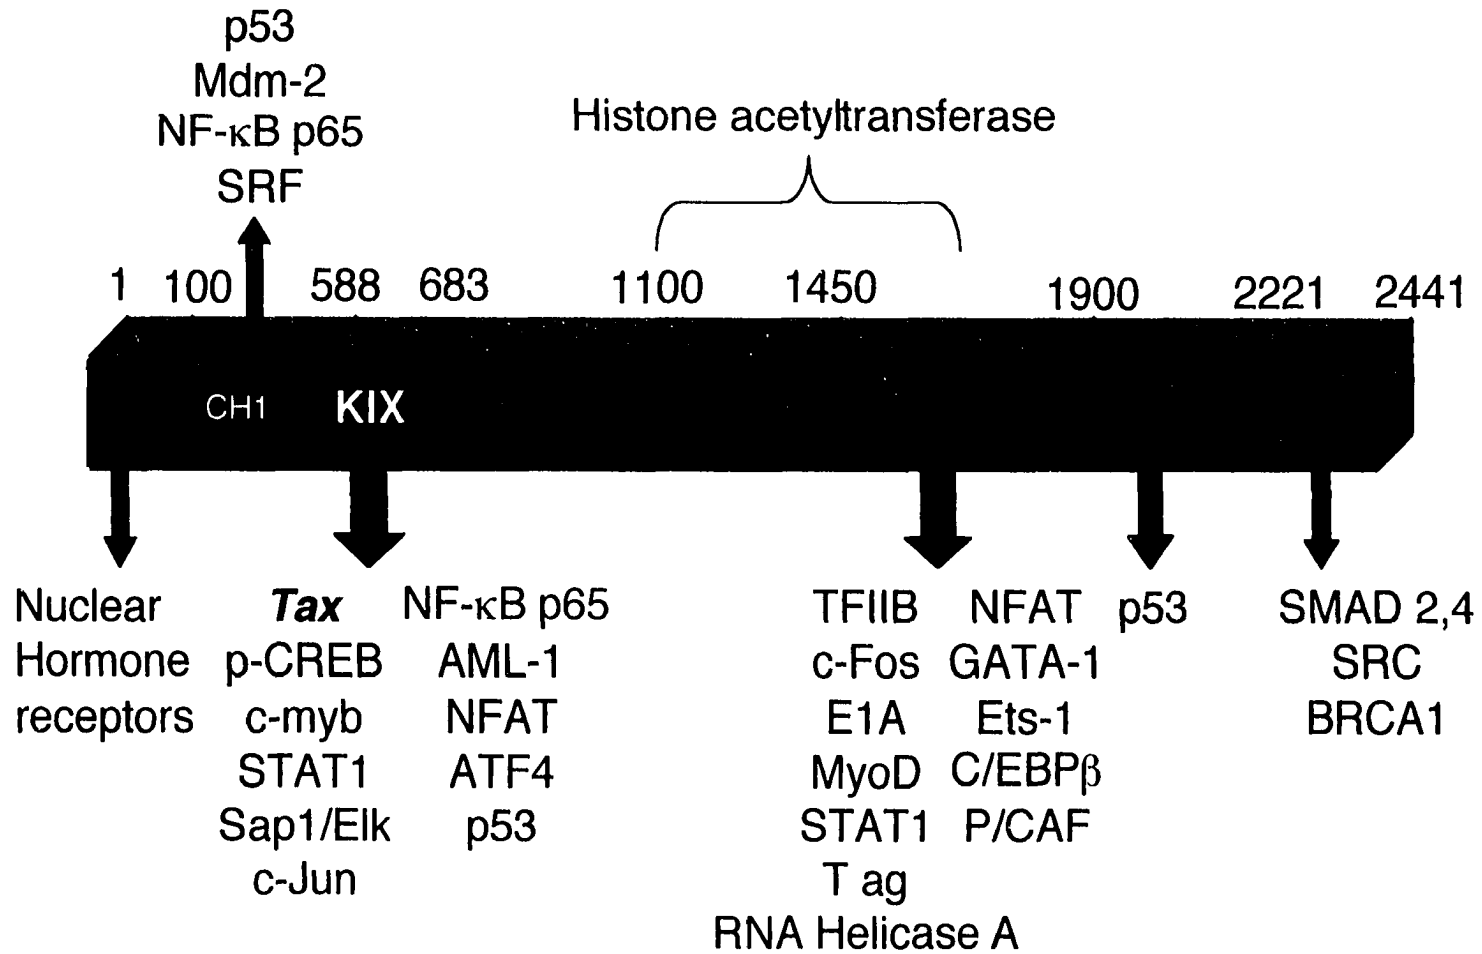 p53
Mdm-2
NF-κB p65
SRF
Histone acetyltransferase
1 100 588 683 1100 1450 1900 2221 2441
CH1 KIX
Nuclear
Hormone
receptors
Tax
p-CREB
c-myb
STAT1
Sap1/Elk
c-Jun
NF-κB p65
AML-1
NFAT
ATF4
p53
TFIIB
c-Fos
E1A
MyoD
STAT1
T ag
RNA Helicase A
NFAT
GATA-1
Ets-1
C/EBPβ
P/CAF
p53
SMAD 2,4
SRC
BRCA1